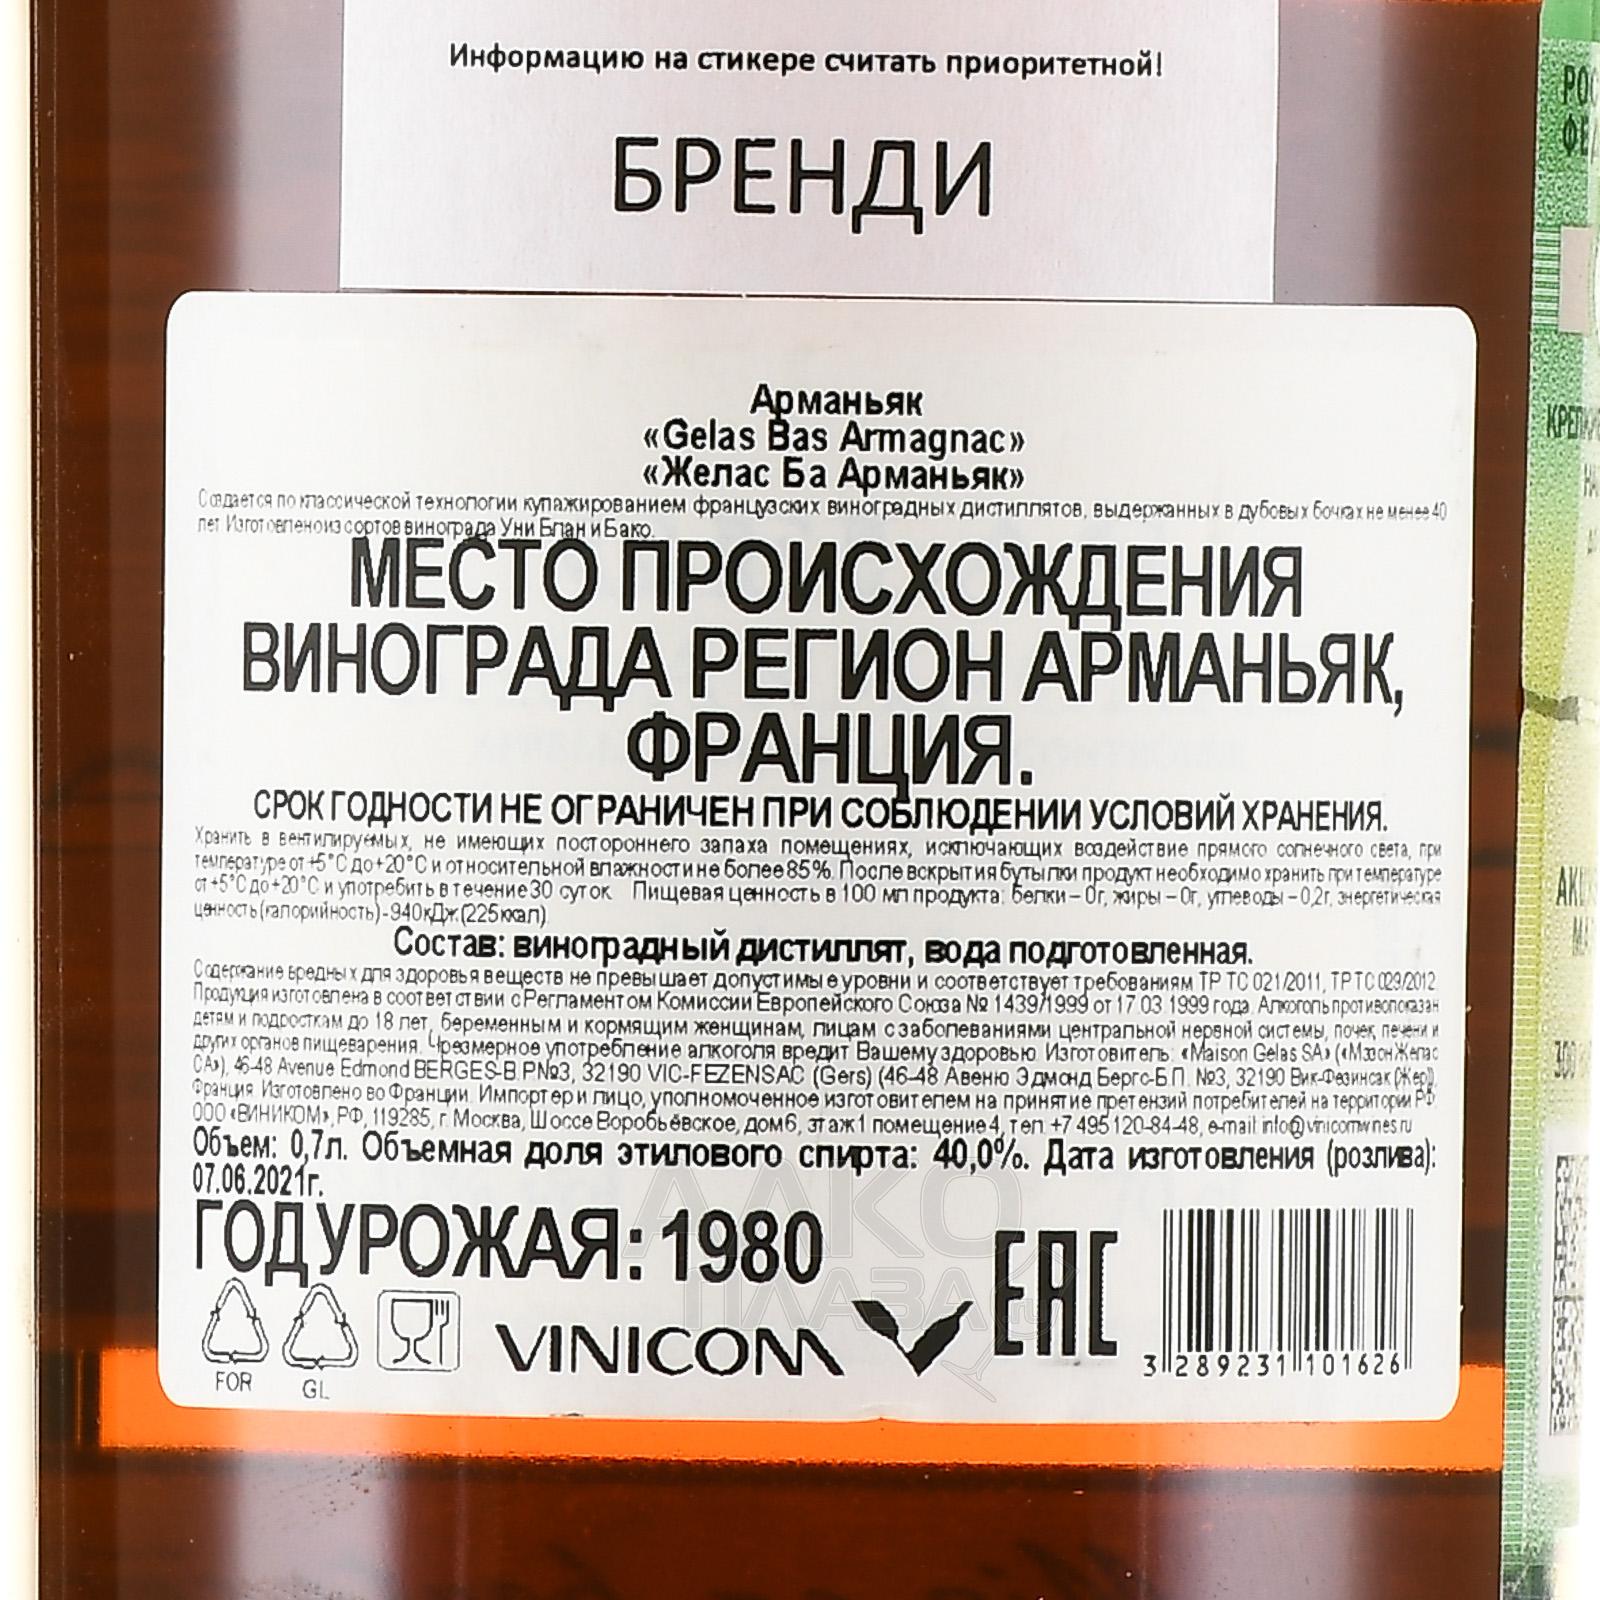 Информацию на стикере считать приоритетной!
БРЕНДИ
Арманьяк
«Gelas Bas Armagnac»
«Желас Ба Арманьяк»
Создается по классической технологии купажированием французских виноградных дистиллятов, выдержанных в дубовых бочках не менее 40
лет. Изготовлено из сортов винограда Уни Блан и Бако.
МЕСТО ПРОИСХОЖДЕНИЯ
ВИНОГРАДА РЕГИОН АРМАНЬЯК,
ФРАНЦИЯ.
СРОК ГОДНОСТИ НЕ ОГРАНИЧЕН ПРИ СОБЛЮДЕНИИ УСЛОВИЙ ХРАНЕНИЯ.
Хранить в вентилируемых, не имеющих постороннего запаха помещениях, исключающих воздействие прямого солнечного света, при
температуре от +5°С до +20°С и относительной влажности не более 85%. После вскрытия бутылки продукт необходимо хранить при температуре
от +5°С до +20°С и употребить в течение 30 суток. Пищевая ценность в 100 мл продукта: белки – 0г, жиры – 0г, углеводы – 0,2г, энергетическая
ценность (калорийность) - 940кДж (225ккал)
Состав: виноградный дистиллят, вода подготовленная.
Содержание вредных для здоровья веществ не превышает допустимые уровни и соответствует требованиям ТР ТС 021/2011, ТР ТС 029/2012
Продукция изготовлена в соответствии с Регламентом Комиссии Европейского Союза № 1439/1999 от 17.03.1999 года. Алкоголь противопоказан
детям и подросткам до 18 лет, беременным и кормящим женщинам, лицам с заболеваниями центральной нервной системы, почек, печени и
других органов пищеварения. Чрезмерное употребление алкоголя вредит Вашему здоровью. Изготовитель: «Maison Gelas SA» («Мэзон Желас
СА»), 46-48 Avenue Edmond BERGES-B.P.№3, 32190 VIC-FEZENSAC (Gers) (46-48 Авеню Эдмонд Бергс-Б.П. №3, 32190 Вик-Фезинсак (Жер)),
Франция. Изготовлено во Франции. Импортер и лицо, уполномоченное изготовителем на принятие претензий потребителей на территории РФ:
ООО «ВИНИКОМ», РФ, 119285, г. Москва, Шоссе Воробьёвское, дом 6, этаж 1 помещение 4, тел. +7 495 120-84-48, e-mail: info@vinicomwines.ru
Объем: 0,7л. Объемная доля этилового спирта: 40,0%. Дата изготовления (розлива):
07.06.2021г.
ГОД УРОЖАЯ: 1980
FOR
GL
VINICOM
ЕАС
3 289231 101626
АЛКО
ПЛАЗА.ru